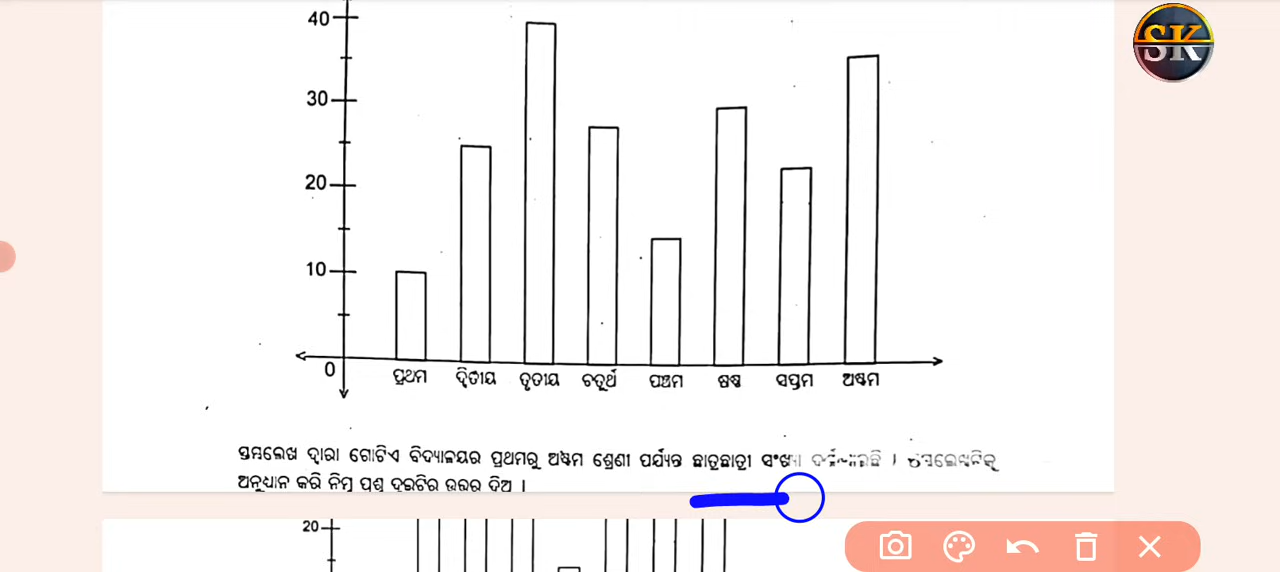 SK
40
30
20
10
0
ପ୍ରଥମ ଦ୍ୱିତୀୟ ତୃତୀୟ ଚତୁର୍ଥ ପଞ୍ଚମ ଷଷ୍ଠ ସପ୍ତମ ଅଷ୍ଟମ
ସ୍ତମ୍ଭଲେଖ ଦ୍ୱାରା ଗୋଟିଏ ବିଦ୍ୟାଳୟର ପ୍ରଥମରୁ ଅଷ୍ଟମ ଶ୍ରେଣୀ ପର୍ଯ୍ୟନ୍ତ ଛାତ୍ରଛାତ୍ରୀ ସଂଖ୍ୟା ।
ଅନୁଧ୍ୟାନ କରି ନିମ୍ନ ପ୍ରଶ୍ନ ଦୁଇଟିର ଉତ୍ତର ଦିଅ ।
20